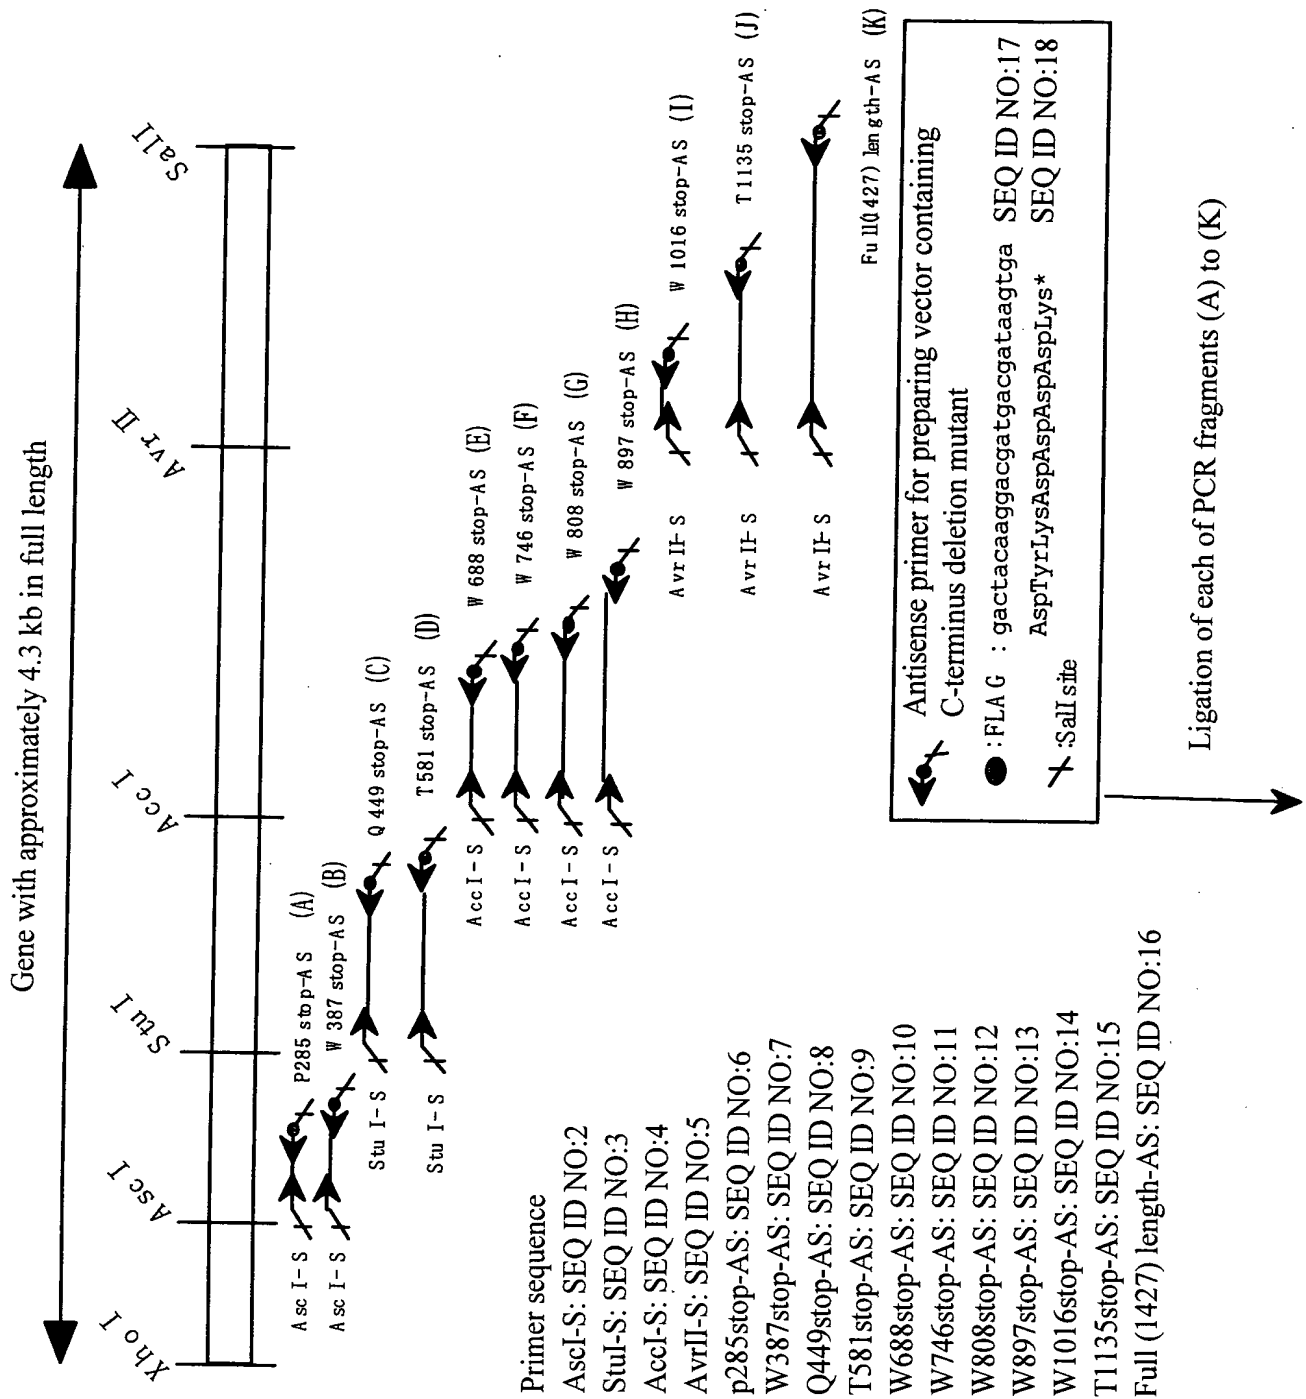 Gene with approximately 4.3 kb in full length
Xho I
Asc I
Stu I
Acc I
Avr II
SalI
Asc I-S
P285 stop-AS (A)
Asc I-S
W 387 stop-AS (B)
Stu I-S
Q 449 stop-AS (C)
Stu I-S
T581 stop-AS (D)
Acc I-S
W 688 stop-AS (E)
Acc I-S
W 746 stop-AS (F)
Acc I-S
W 808 stop-AS (G)
Acc I-S
W 897 stop-AS (H)
Avr II-S
W 1016 stop-AS (I)
Avr II-S
T1135 stop-AS (J)
Avr II-S
Full(1427) length-AS (K)
Primer sequence
AscI-S: SEQ ID NO:2
StuI-S: SEQ ID NO:3
AccI-S: SEQ ID NO:4
AvrII-S: SEQ ID NO:5
p285stop-AS: SEQ ID NO:6
W387stop-AS: SEQ ID NO:7
Q449stop-AS: SEQ ID NO:8
T581stop-AS: SEQ ID NO:9
W688stop-AS: SEQ ID NO:10
W746stop-AS: SEQ ID NO:11
W808stop-AS: SEQ ID NO:12
W897stop-AS: SEQ ID NO:13
W1016stop-AS: SEQ ID NO:14
T1135stop-AS: SEQ ID NO:15
Full (1427) length-AS: SEQ ID NO:16
Antisense primer for preparing vector containing
C-terminus deletion mutant
:FLAG : gactacaaggacgatgacgataagtga SEQ ID NO:17
AspTyrLysAspAspAspAspLys* SEQ ID NO:18
:SalI site
Ligation of each of PCR fragments (A) to (K)